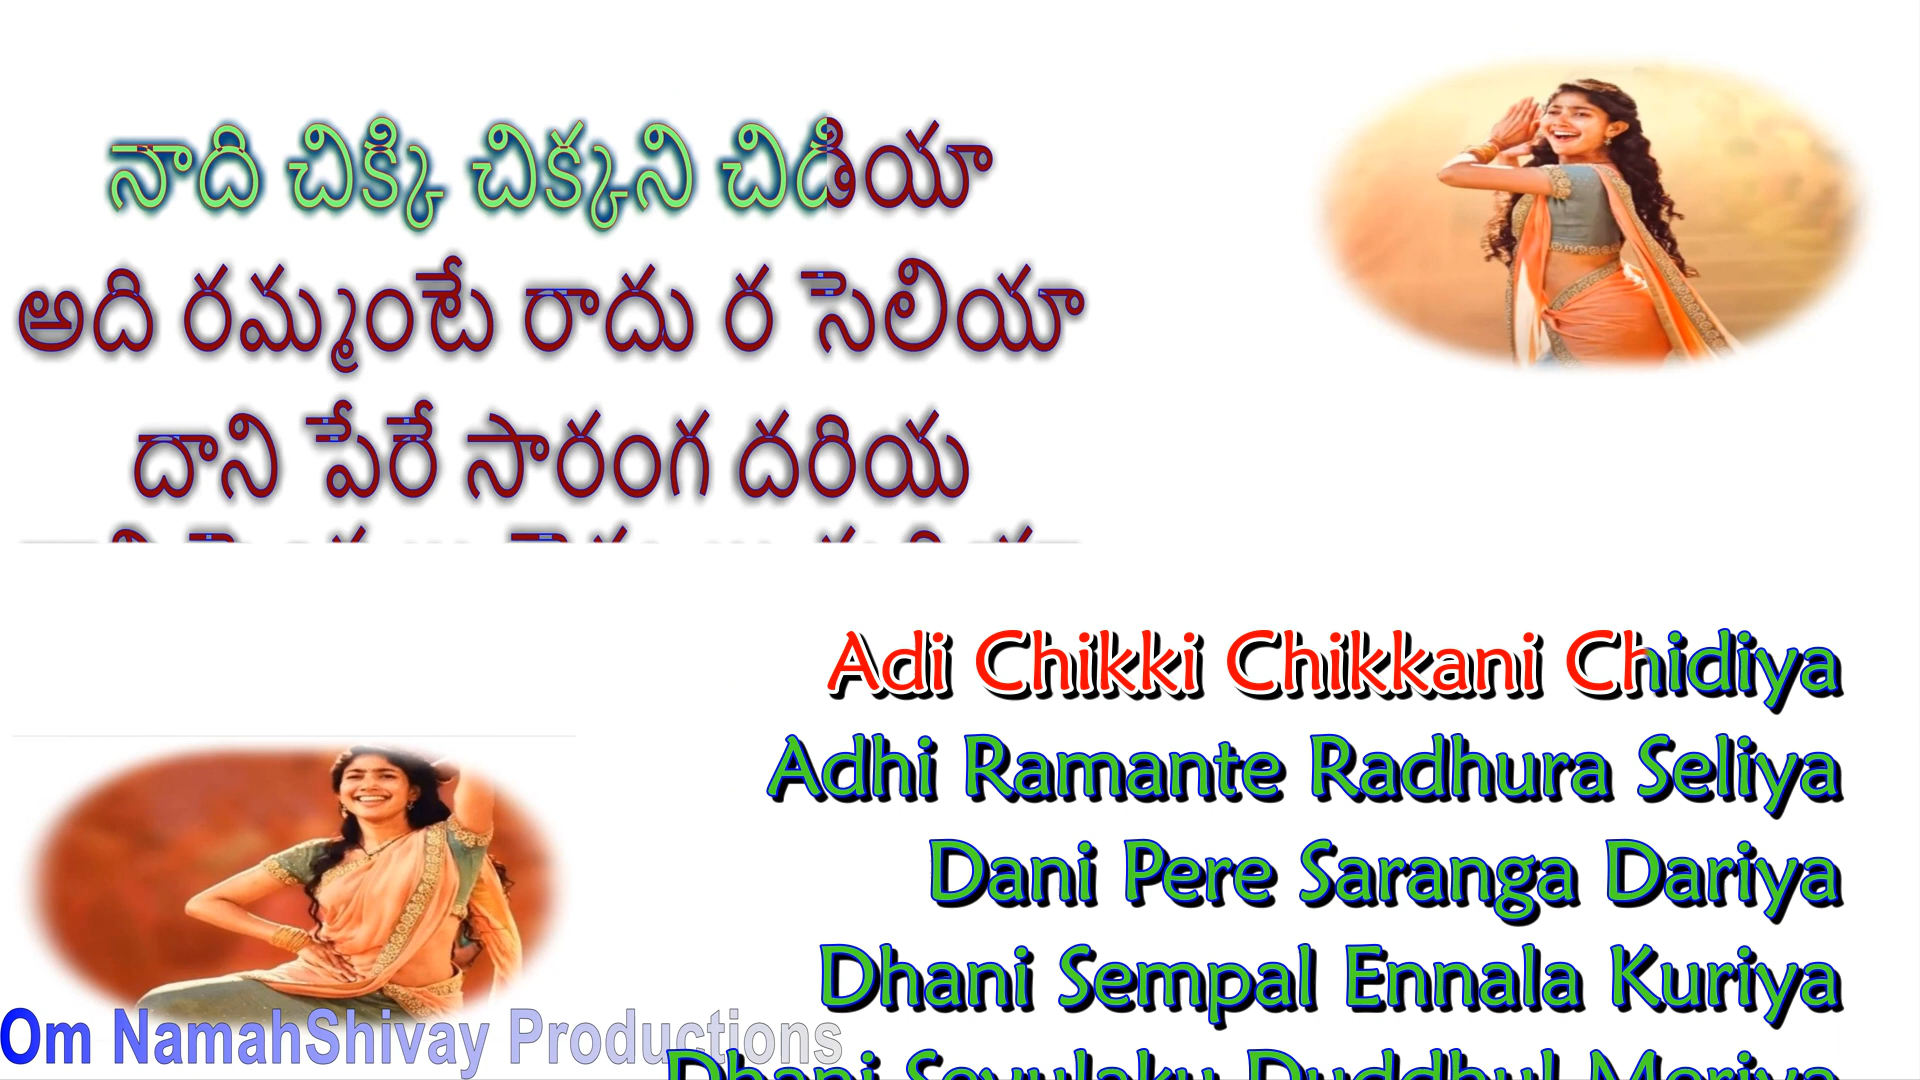 నాది చిక్కి చిక్కని చిడియా
అది రమ్మంటే రాదు ర సెలియా
దాని పేరే సారంగ దరియ
Adi Chikki Chikkani Chidiya
Adhi Ramante Radhura Seliya
Dani Pere Saranga Dariya
Dhani Sempal Ennala Kuriya
Om NamahShivay Productions